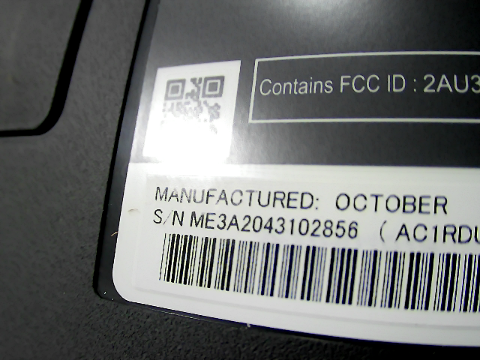 Contains FCC ID : 2AU3
MANUFACTURED: OCTOBER
S/N ME3A2043102856 ( AC1RDU